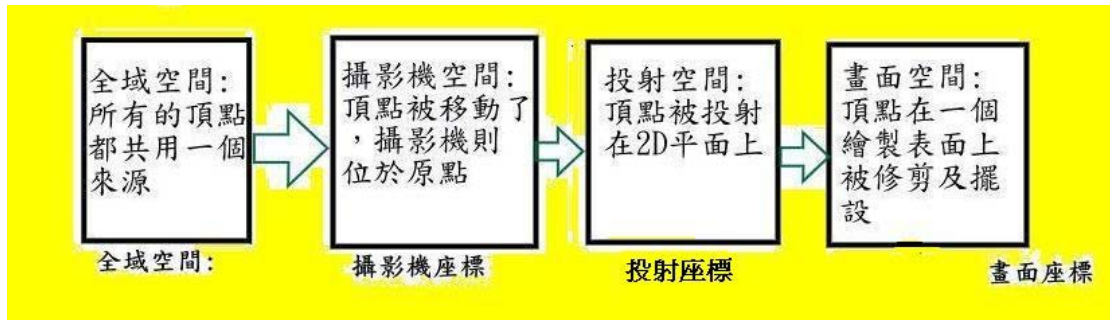 全域空間:
所有的頂點
都共用一個
來源
全域空間:
攝影機空間:
頂點被移動了
，攝影機則
位於原點
攝影機座標
投射空間:
頂點被投射
在2D平面上
投射座標
畫面空間:
頂點在一個
繪製表面上
被修剪及擺
設
畫面座標